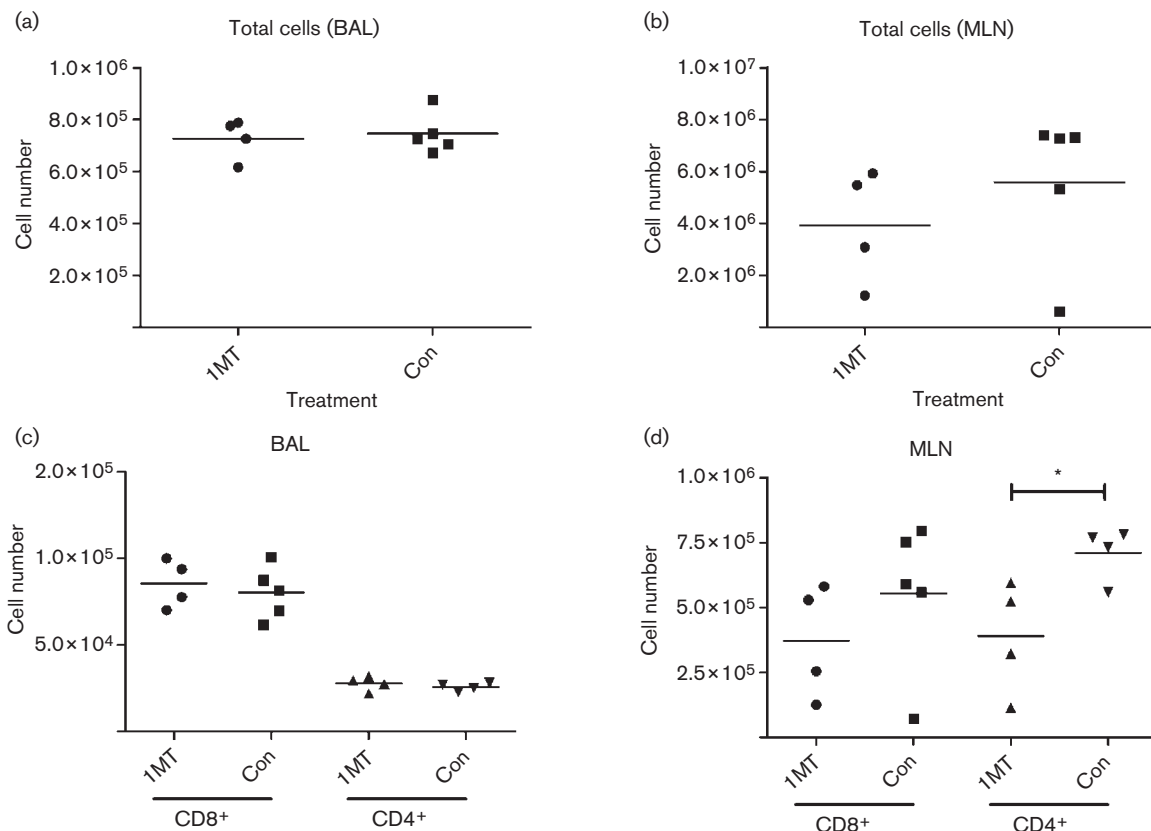 (a)
Total cells (BAL)
1.0×10⁶
8.0×10⁵
6.0×10⁵
4.0×10⁵
2.0×10⁵
Cell number
1MT
Con
Treatment
(b)
Total cells (MLN)
1.0×10⁷
8.0×10⁶
6.0×10⁶
4.0×10⁶
2.0×10⁶
Cell number
1MT
Con
Treatment
(c)
BAL
2.0×10⁵
1.0×10⁵
5.0×10⁴
Cell number
1MT
Con
1MT
Con
CD8+
CD4+
(d)
MLN
*
1.0×10⁶
7.5×10⁵
5.0×10⁵
2.5×10⁵
Cell number
1MT
Con
1MT
Con
CD8+
CD4+